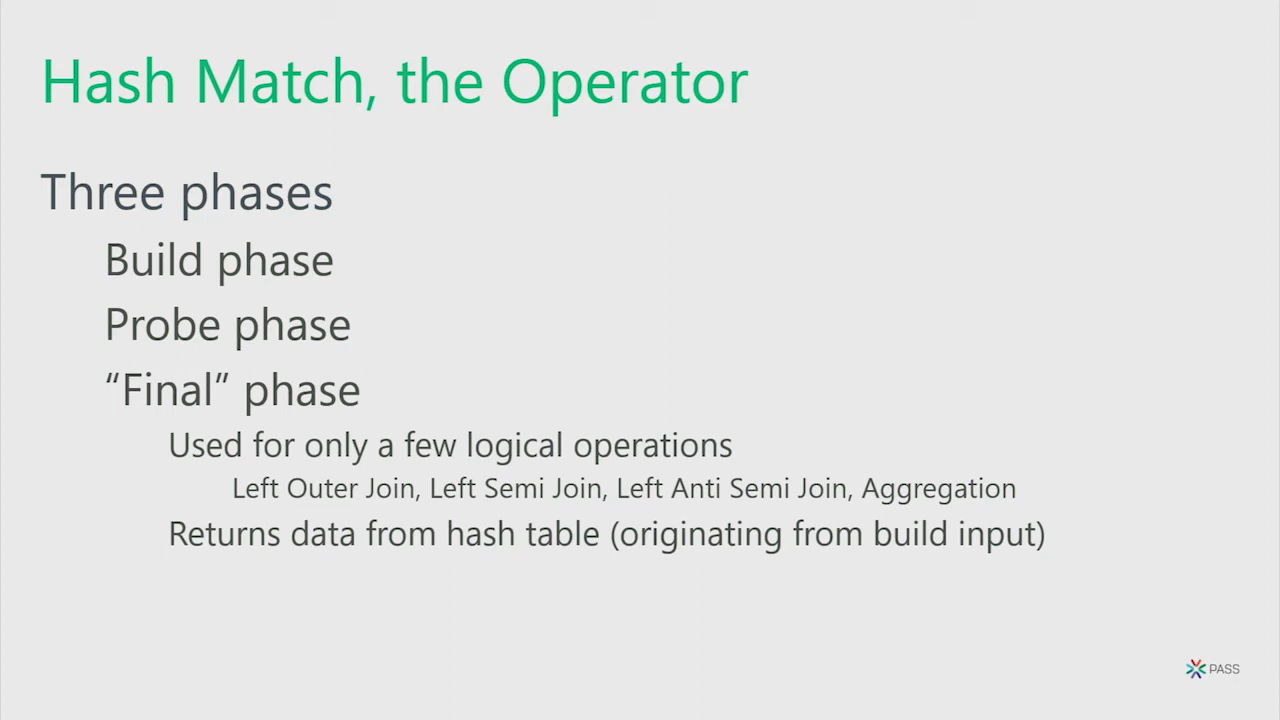 Hash Match, the Operator
Three phases
Build phase
Probe phase
“Final” phase
Used for only a few logical operations
Left Outer Join, Left Semi Join, Left Anti Semi Join, Aggregation
Returns data from hash table (originating from build input)
PASS